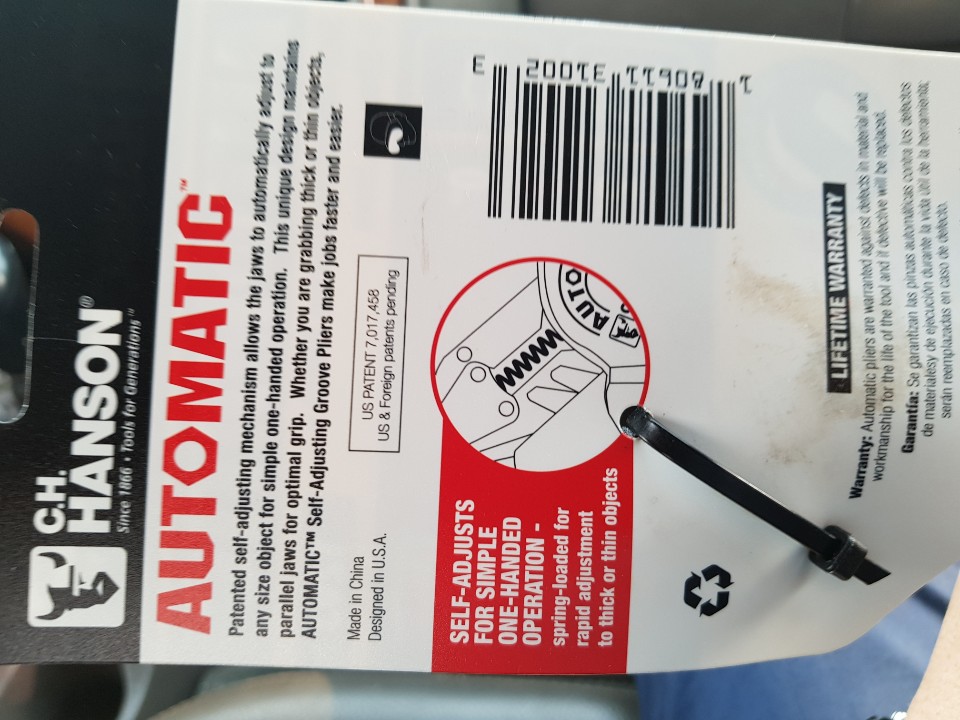 C.H.
HANSON®
Since 1866 • Tools for Generations™
AUTOMATIC™
Patented self-adjusting mechanism allows the jaws to automatically adjust to
any size object for simple one-handed operation. This unique design maintains
parallel jaws for optimal grip. Whether you are grabbing thick or thin objects,
AUTOMATIC™ Self-Adjusting Groove Pliers make jobs faster and easier.
Made in China
Designed in U.S.A.
US PATENT 7,017,458
US & Foreign patents pending
SELF-ADJUSTS
FOR SIMPLE
ONE-HANDED
OPERATION -
spring-loaded for
rapid adjustment
to thick or thin objects
AUTO
1 80611 31002 3
LIFETIME WARRANTY
Warranty: Automatic pliers are warranted against defects in material and
workmanship for the life of the tool and if defective will be replaced.
Garantia: Se garantizan las pinzas automáticas contra los defectos
de materialesy de ejecución durante la vida útil de la herramienta;
serán reemplazadas en caso de defecto.